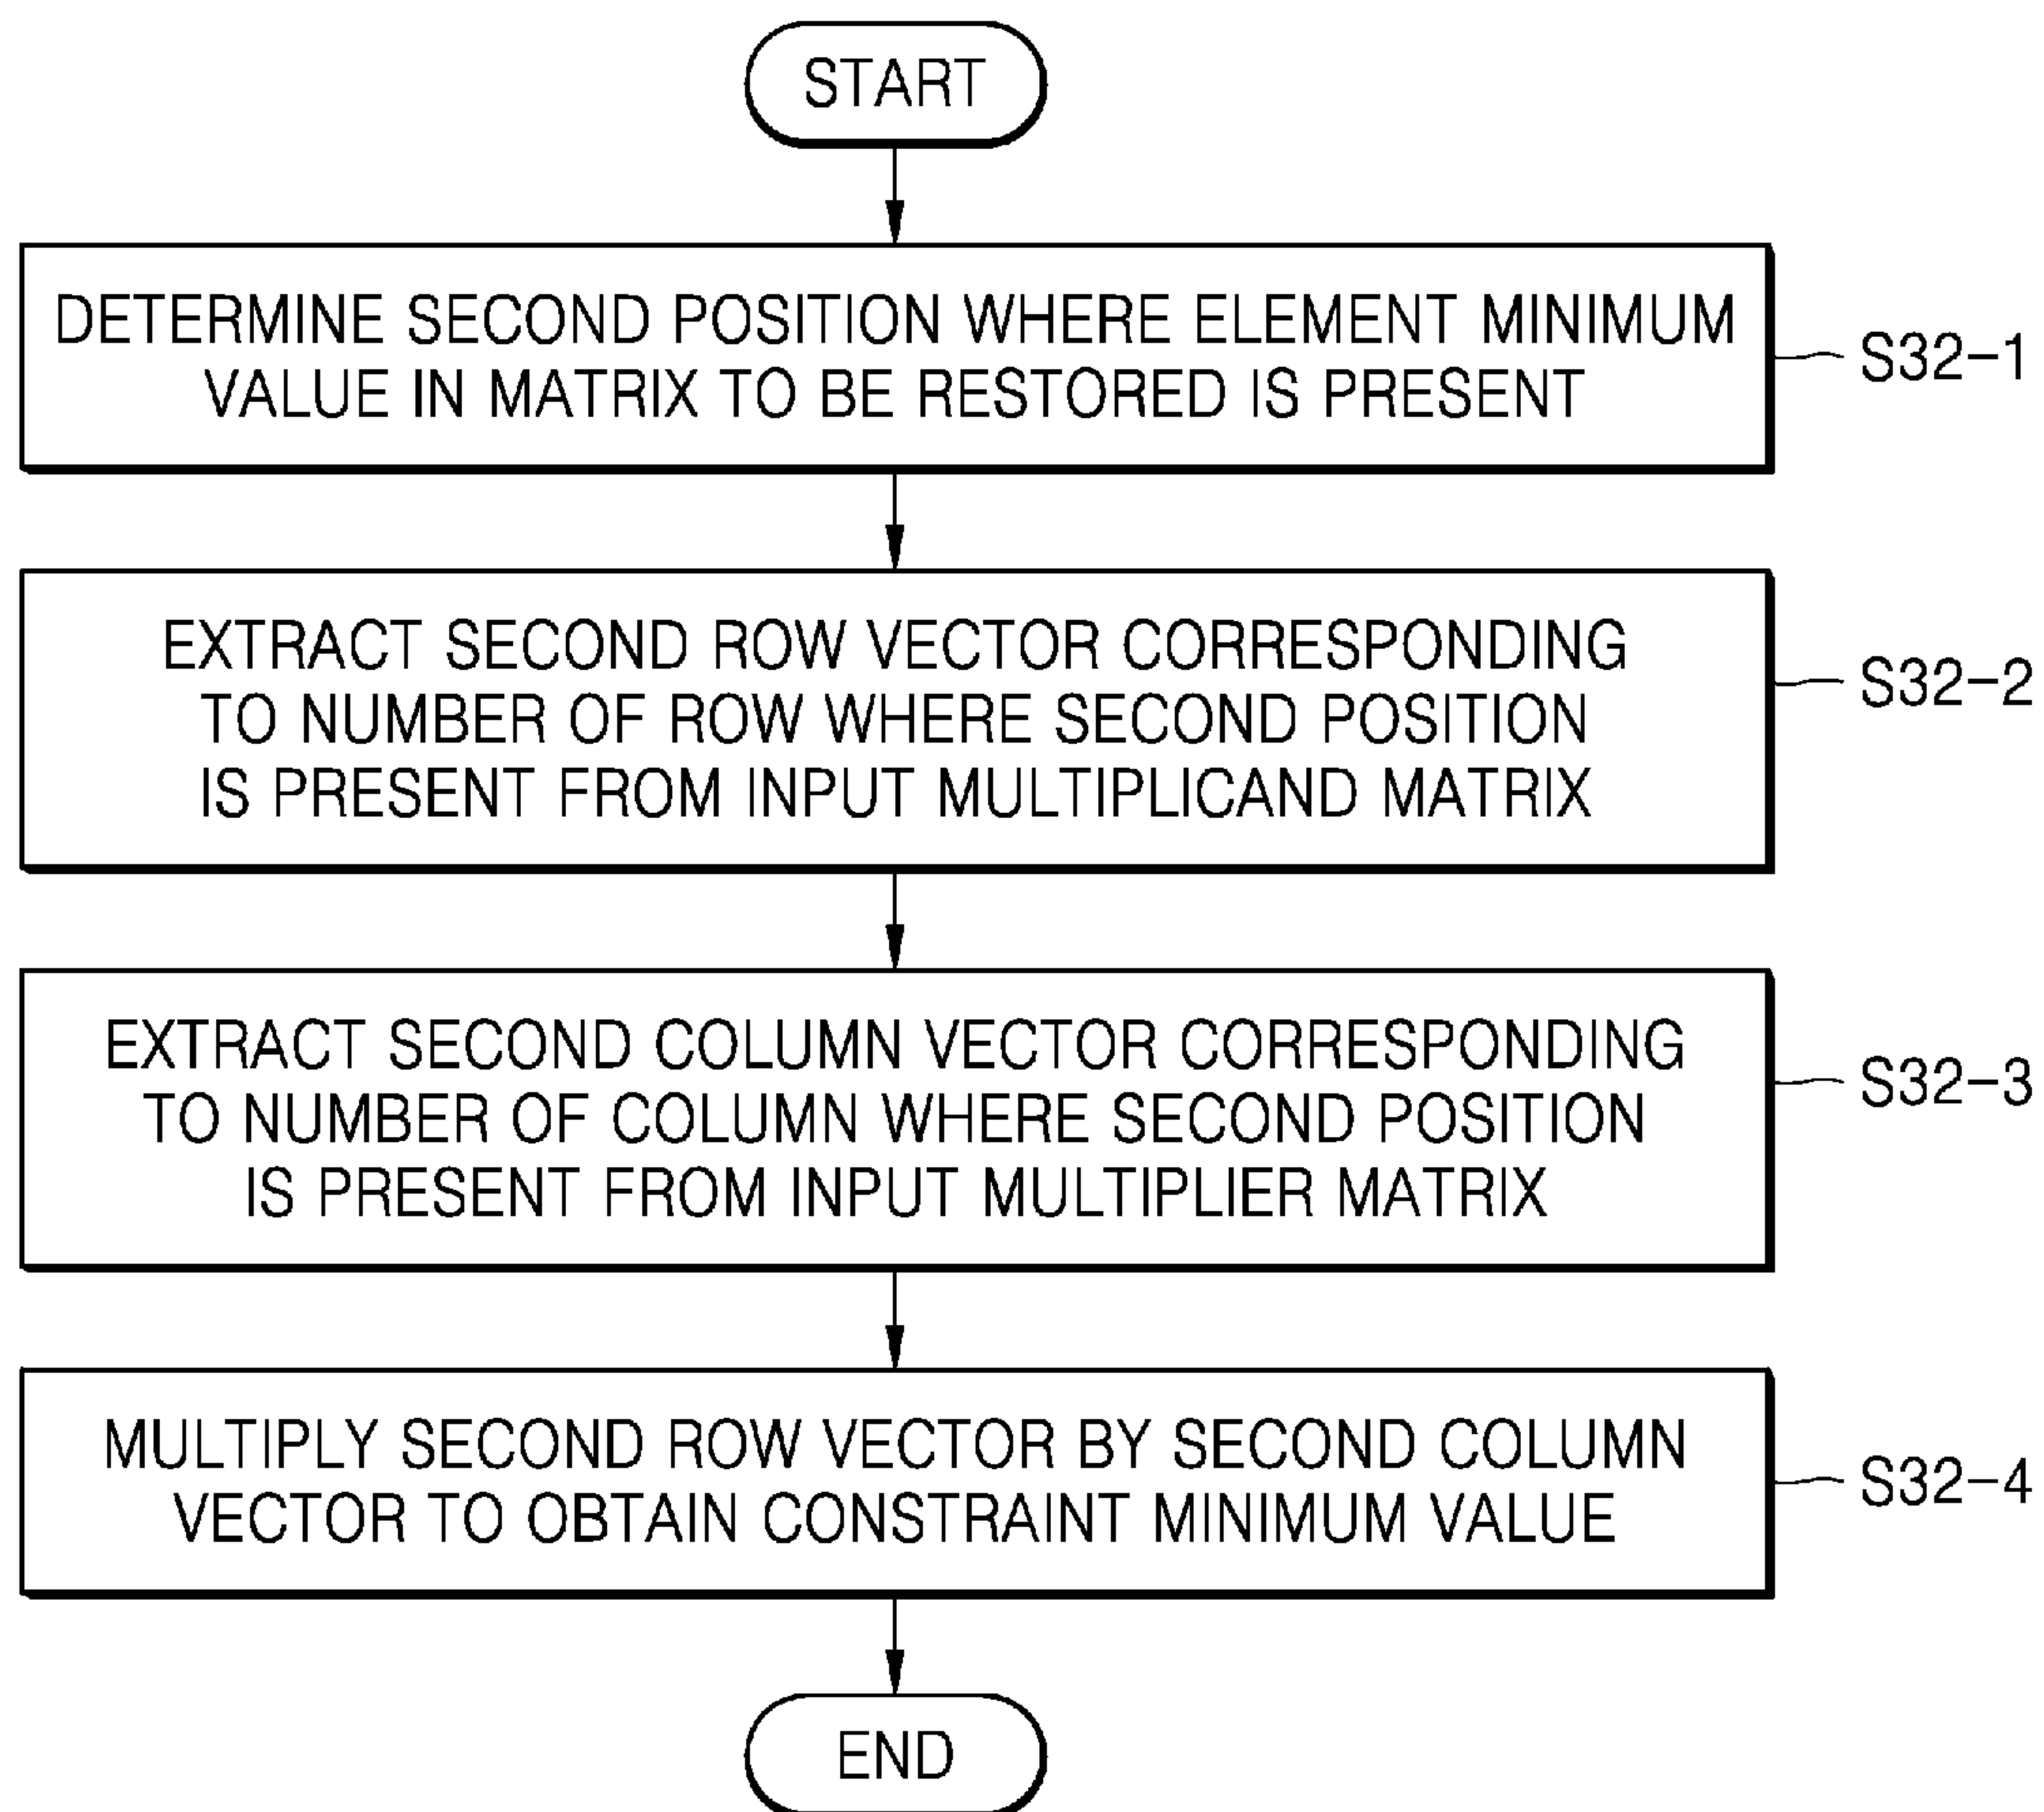 START
DETERMINE SECOND POSITION WHERE ELEMENT MINIMUM
VALUE IN MATRIX TO BE RESTORED IS PRESENT
S32-1
EXTRACT SECOND ROW VECTOR CORRESPONDING
TO NUMBER OF ROW WHERE SECOND POSITION
IS PRESENT FROM INPUT MULTIPLICAND MATRIX
S32-2
EXTRACT SECOND COLUMN VECTOR CORRESPONDING
TO NUMBER OF COLUMN WHERE SECOND POSITION
IS PRESENT FROM INPUT MULTIPLIER MATRIX
S32-3
MULTIPLY SECOND ROW VECTOR BY SECOND COLUMN
VECTOR TO OBTAIN CONSTRAINT MINIMUM VALUE
S32-4
END